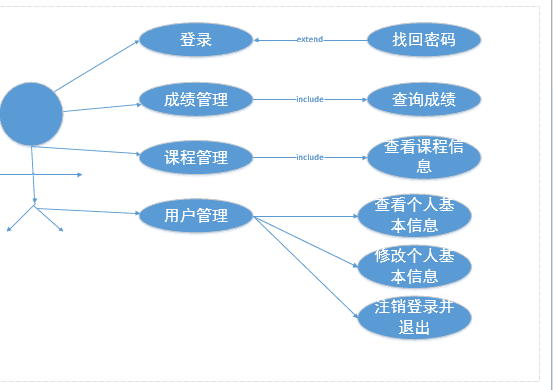 登录
extend
找回密码
成绩管理
include
查询成绩
课程管理
include
查看课程信
息
用户管理
查看个人基
本信息
修改个人基
本信息
注销登录并
退出